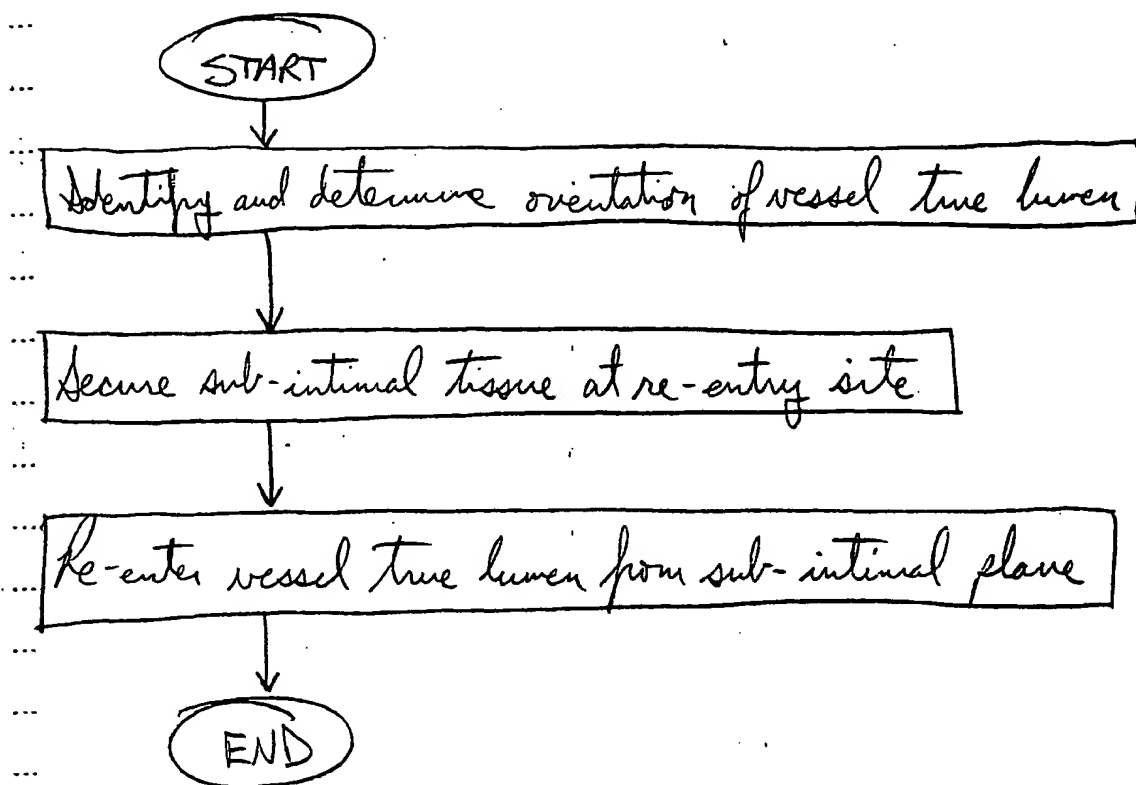 START
Identify and determine orientation of vessel true lumen
Secure sub-intimal tissue at re-entry site
Re-enter vessel true lumen from sub-intimal plane
END